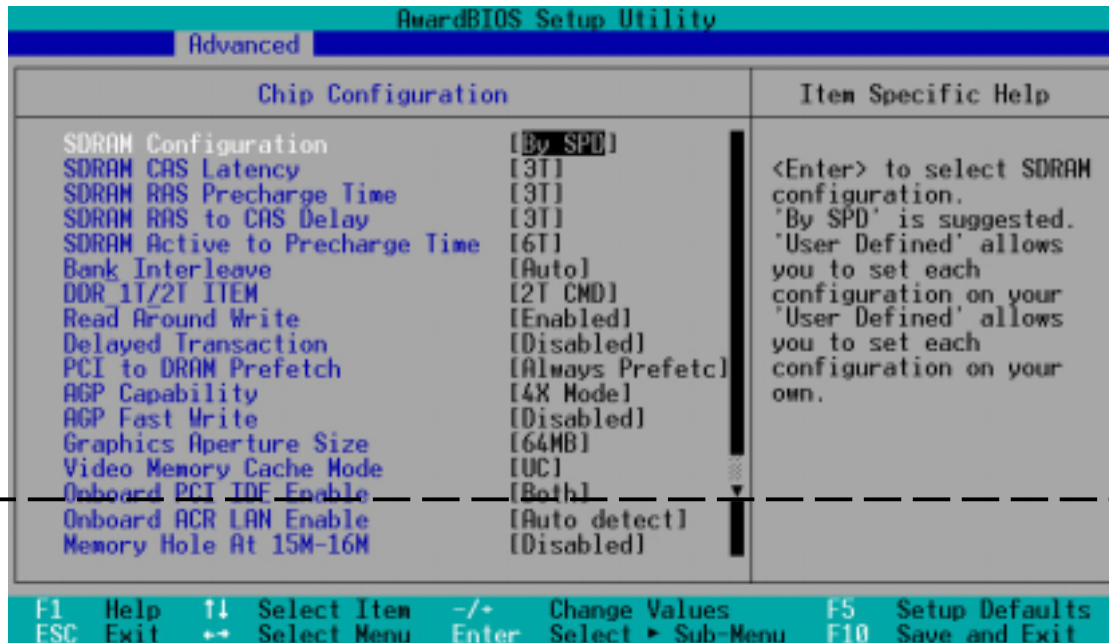 AwardBIOS Setup Utility
Advanced
Chip Configuration
Item Specific Help
SDRAM Configuration [By SPD]
SDRAM CAS Latency [3T]
SDRAM RAS Precharge Time [3T]
SDRAM RAS to CAS Delay [3T]
SDRAM Active to Precharge Time [6T]
Bank Interleave [Auto]
DDR 1T/2T ITEM [2T CMD]
Read Around Write [Enabled]
Delayed Transaction [Disabled]
PCI to DRAM Prefetch [Always Prefetc]
AGP Capability [4X Mode]
AGP Fast Write [Disabled]
Graphics Aperture Size [64MB]
Video Memory Cache Mode [UC]
Onboard PCI IDE Enable [Both]
Onboard ACR LAN Enable [Auto detect]
Memory Hole At 15M-16M [Disabled]
<Enter> to select SDRAM
configuration.
'By SPD' is suggested.
'User Defined' allows
you to set each
configuration on your
'User Defined' allows
you to set each
configuration on your
own.
F1 Help ↑↓ Select Item -/+ Change Values F5 Setup Defaults
ESC Exit ←→ Select Menu Enter Select ► Sub-Menu F10 Save and Exit